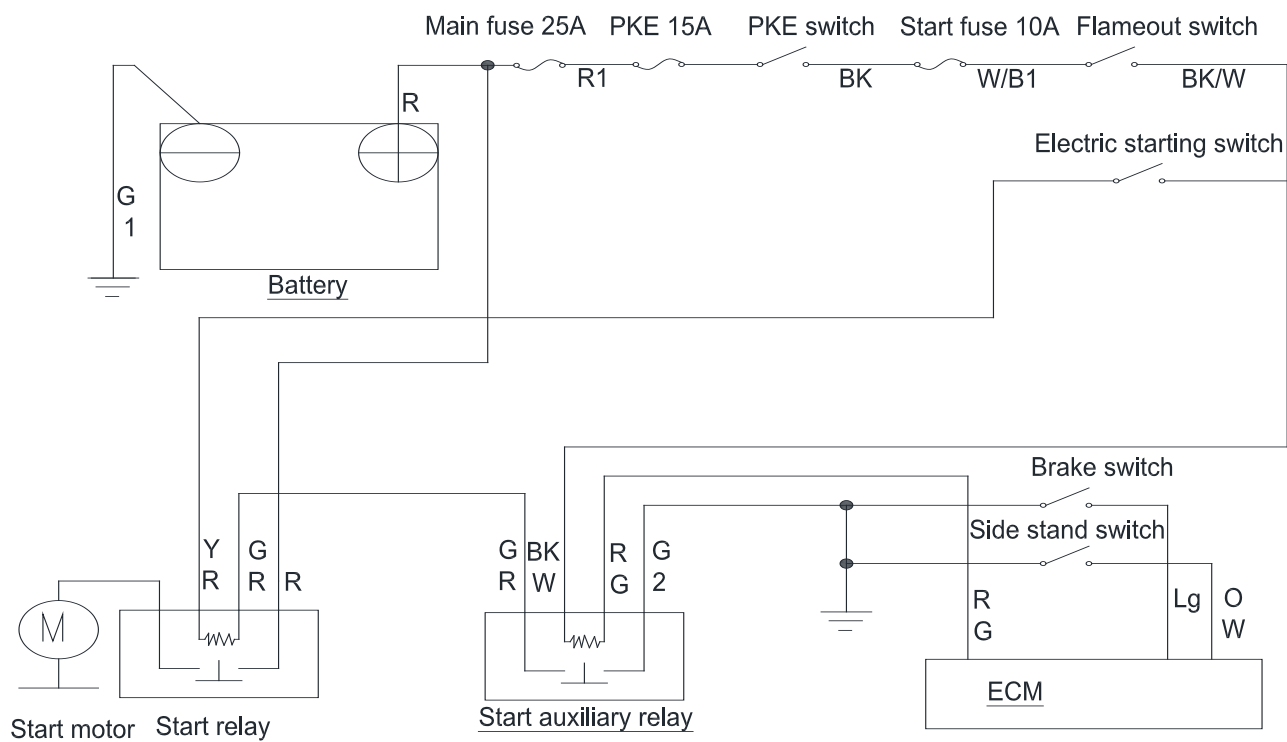 Main fuse 25A PKE 15A PKE switch Start fuse 10A Flameout switch
R1 BK W/B1 BK/W
R
Electric starting switch
G
1
Battery
Brake switch
Side stand switch
Y G
R R R
G BK R G
R W G 2
R
G
Lg
O
W
M
ECM
Start motor Start relay Start auxiliary relay